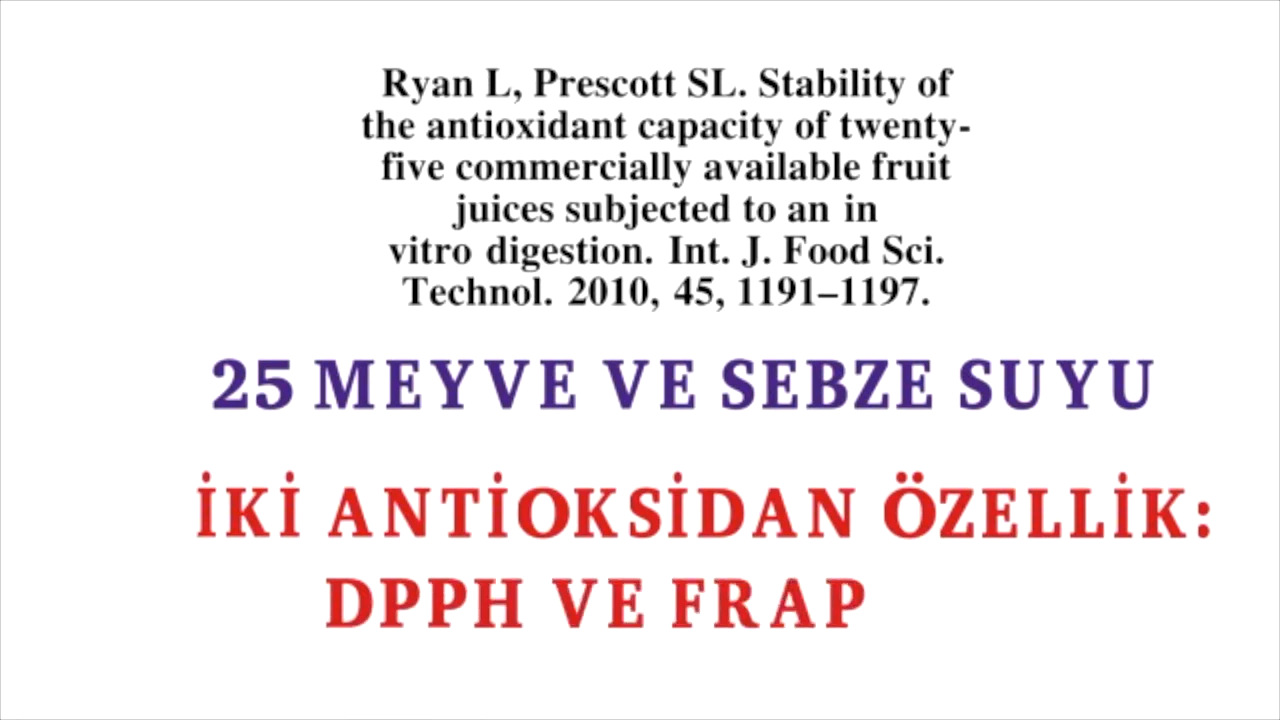 Ryan L, Prescott SL. Stability of
the antioxidant capacity of twenty-
five commercially available fruit
juices subjected to an in
vitro digestion. Int. J. Food Sci.
Technol. 2010, 45, 1191–1197.
25 MEYVE VE SEBZE SUYU
İKİ ANTİOKSİDAN ÖZELLİK:
DPPH VE FRAP